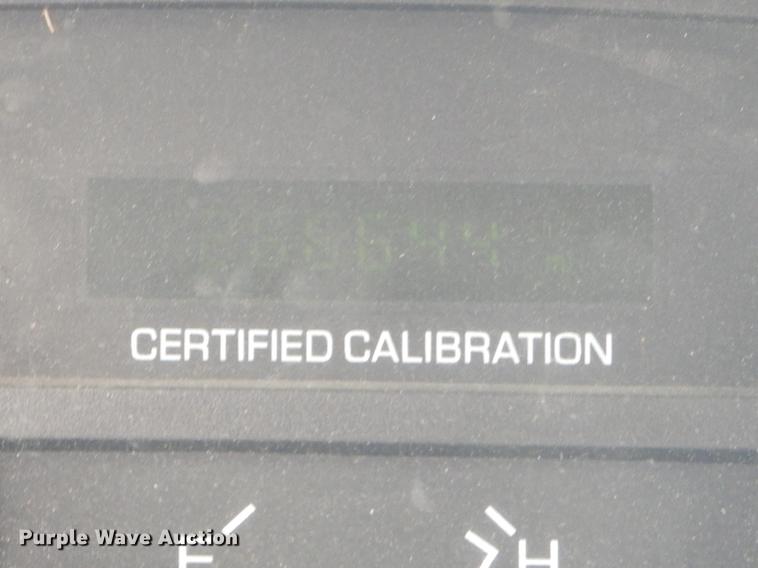 CERTIFIED CALIBRATION
F
H
Purple Wave Auction